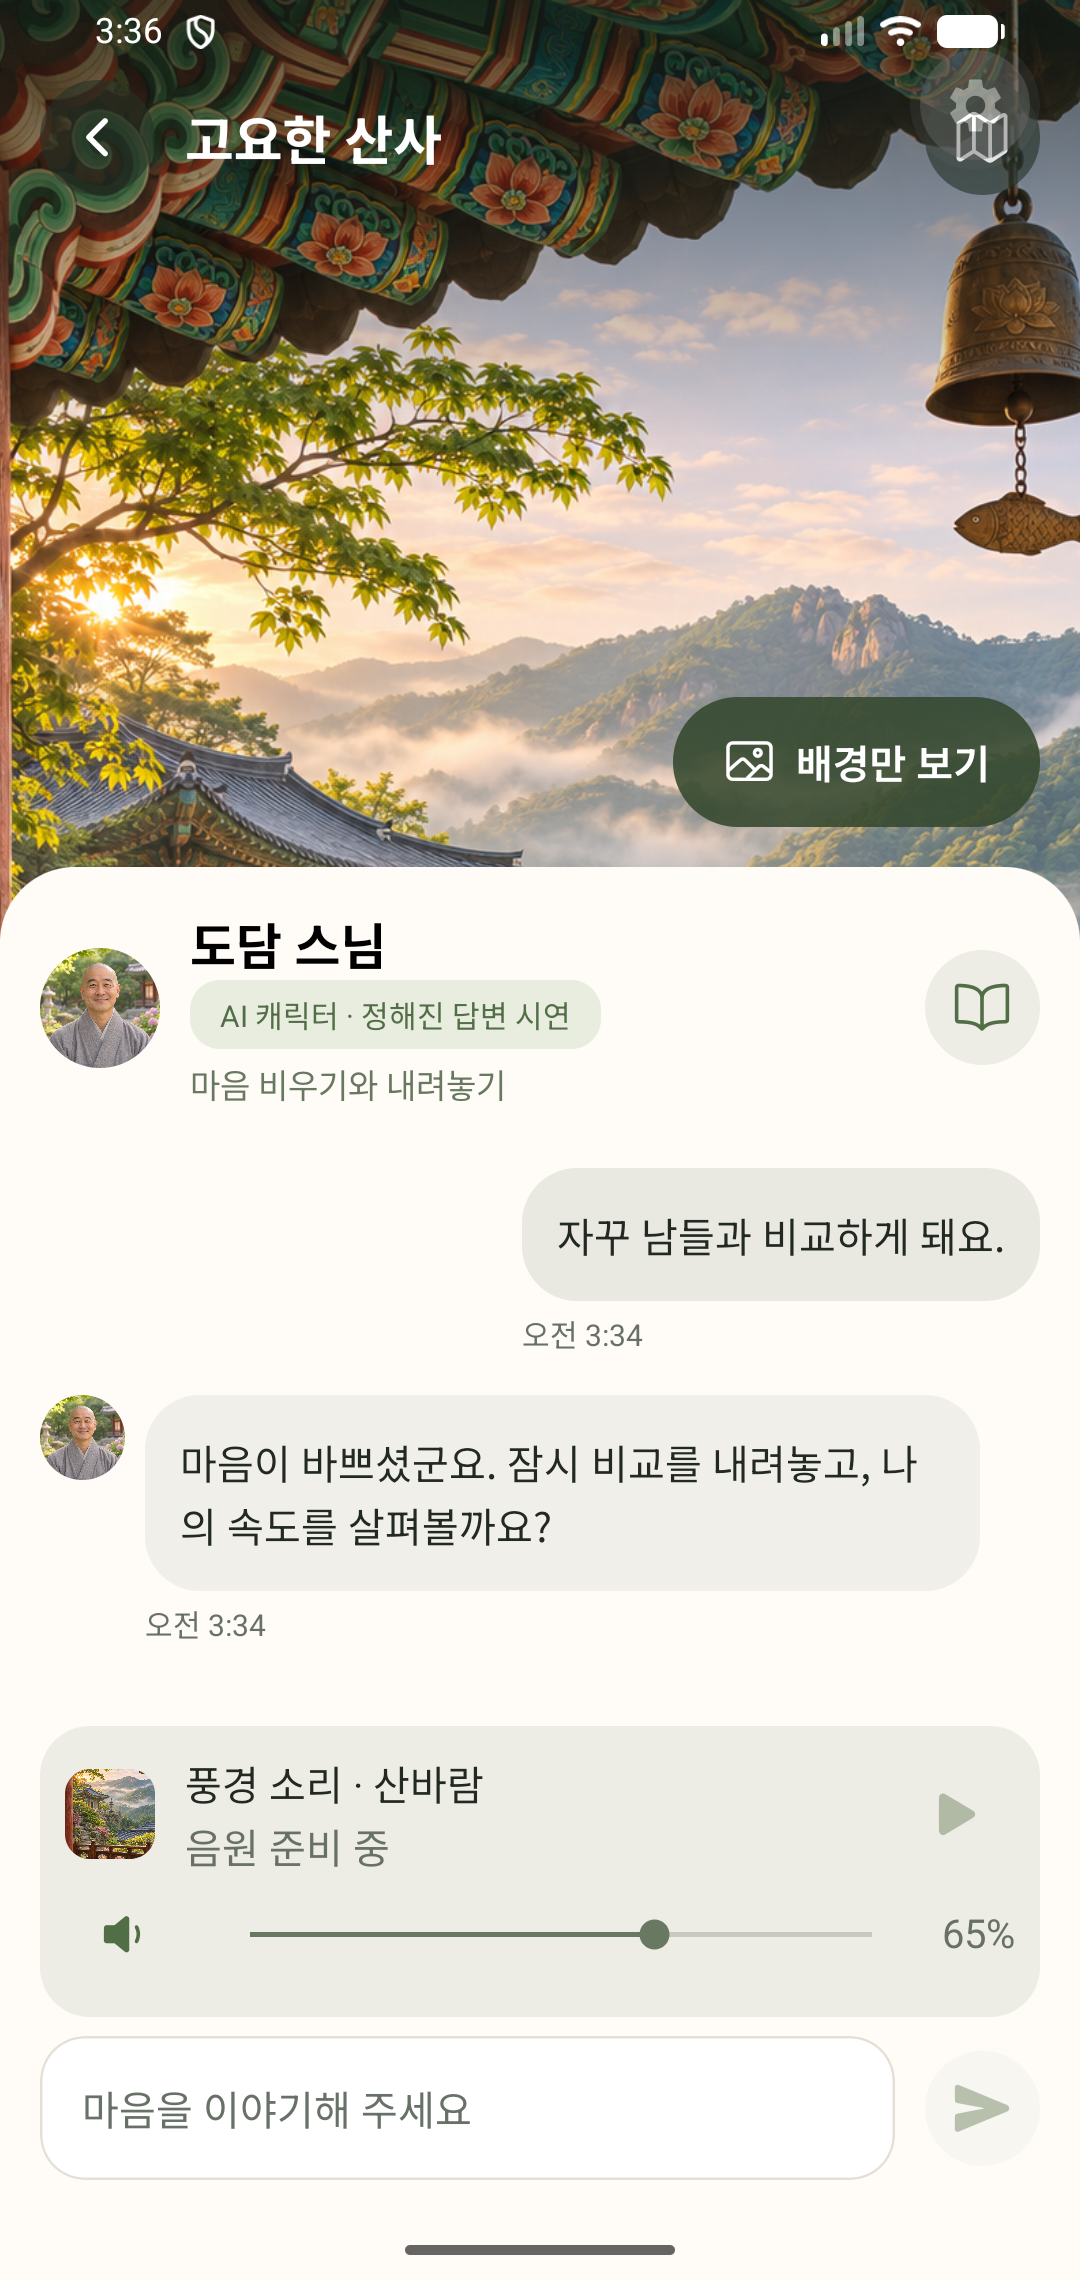 3:36
고요한 산사
배경만 보기
도담 스님
AI 캐릭터 · 정해진 답변 시연
마음 비우기와 내려놓기
자꾸 남들과 비교하게 돼요.
오전 3:34
마음이 바쁘셨군요. 잠시 비교를 내려놓고, 나
의 속도를 살펴볼까요?
오전 3:34
풍경 소리 · 산바람
음원 준비 중
65%
마음을 이야기해 주세요